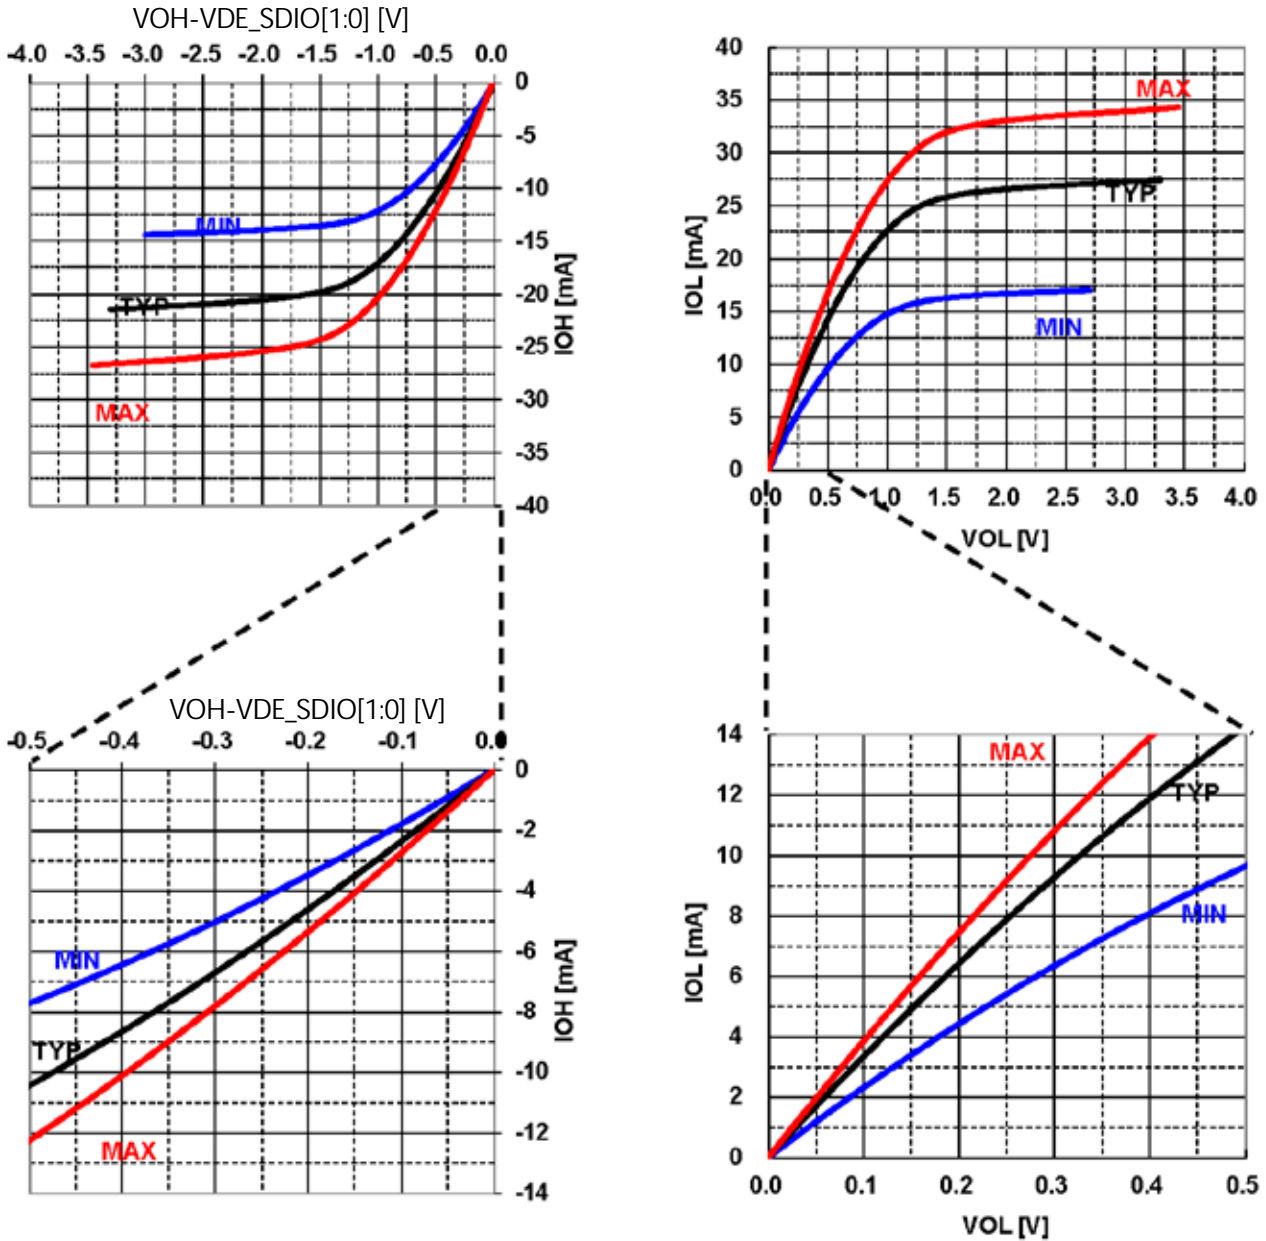 VOH-VDE_SDIO[1:0] [V]
-4.0 -3.5 -3.0 -2.5 -2.0 -1.5 -1.0 -0.5 0.0
0
-5
-10
-15
-20
-25
-30
-35
-40
IOH [mA]
MIN
TYP
MAX
40
35
30
25
20
15
10
5
0
IOL [mA]
MAX
TYP
MIN
0.0 0.5 1.0 1.5 2.0 2.5 3.0 3.5 4.0
VOL [V]
VOH-VDE_SDIO[1:0] [V]
-0.5 -0.4 -0.3 -0.2 -0.1 0.0
0
-2
-4
-6
-8
-10
-12
-14
IOH [mA]
MIN
TYP
MAX
14
12
10
8
6
4
2
0
IOL [mA]
MAX
TYP
MIN
0.0 0.1 0.2 0.3 0.4 0.5
VOL [V]